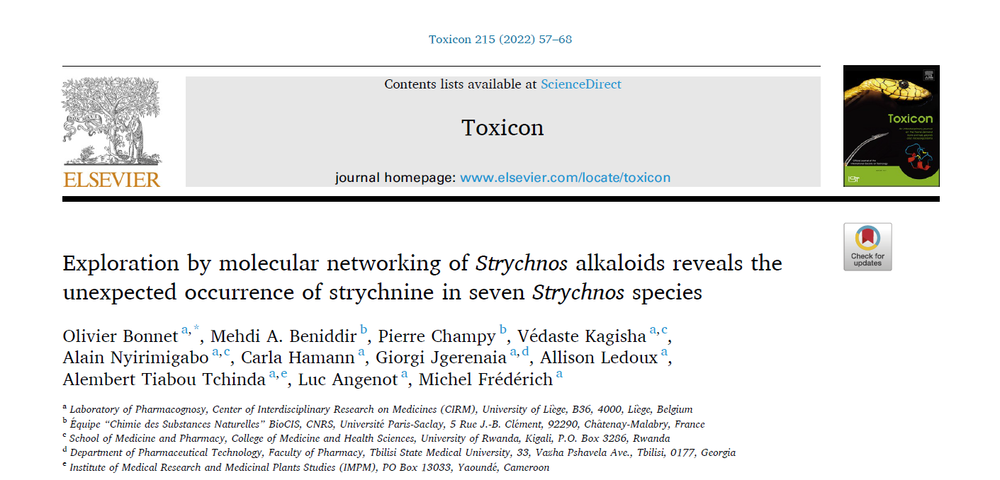 Toxicon 215 (2022) 57–68
Contents lists available at ScienceDirect
Toxicon
journal homepage: www.elsevier.com/locate/toxicon
ELSEVIER
Toxicon
Check for
updates
Exploration by molecular networking of Strychnos alkaloids reveals the
unexpected occurrence of strychnine in seven Strychnos species
Olivier Bonnet a,*, Mehdi A. Beniddir b, Pierre Champy b, Védaste Kagisha a,c,
Alain Nyirimigabo a,c, Carla Hamann a, Giorgi Jgerenaia a,d, Allison Ledoux a,
Alembert Tiabou Tchinda a,e, Luc Angenot a, Michel Frédérich a
a Laboratory of Pharmacognosy, Center of Interdisciplinary Research on Medicines (CIRM), University of Liège, B36, 4000, Liège, Belgium
b Équipe “Chimie des Substances Naturelles” BioCIS, CNRS, Université Paris-Saclay, 5 Rue J.-B. Clément, 92290, Châtenay-Malabry, France
c School of Medicine and Pharmacy, College of Medicine and Health Sciences, University of Rwanda, Kigali, P.O. Box 3286, Rwanda
d Department of Pharmaceutical Technology, Faculty of Pharmacy, Tbilisi State Medical University, 33, Vazha Pshavela Ave., Tbilisi, 0177, Georgia
e Institute of Medical Research and Medicinal Plants Studies (IMPM), PO Box 13033, Yaoundé, Cameroon